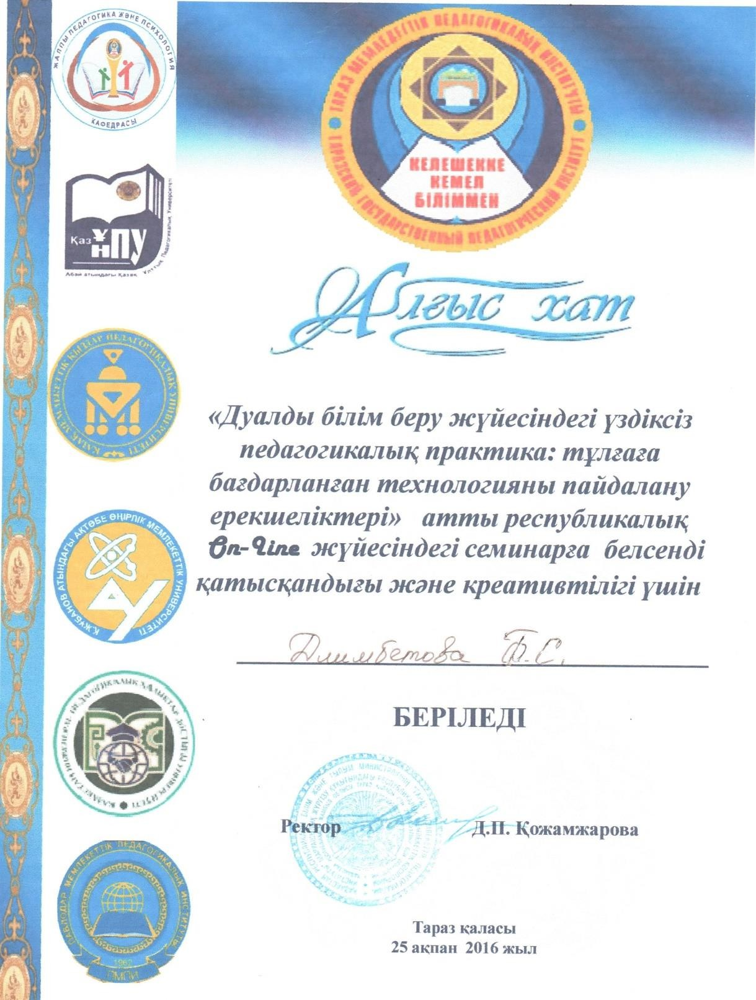 ЖАЛПЫ ПЕДАГОГИКА ЖӘНЕ ПСИХОЛОГИЯ
КАФЕДРАСЫ
ТАРАЗ МЕМЛЕКЕТТІК ПЕДАГОГИКАЛЫҚ ИНСТИТУТЫ
ТАРАЗСКИЙ ГОСУДАРСТВЕННЫЙ ПЕДАГОГИЧЕСКИЙ ИНСТИТУТ
КЕЛЕШЕККЕ
КЕМЕЛ
БІЛІММЕН
Қаз ҰНПУ
Абай атындағы Қазақ Ұлттық Педагогикалық Университеті
Алғыс хат
ҚАЗАҚ МЕМЛЕКЕТТІК ҚЫЗДАР ПЕДАГОГИКАЛЫҚ УНИВЕРСИТЕТІ
«Дуалды білім беру жүйесіндегі үздіксіз
педагогикалық практика: тұлғаға
бағдарланған технологияны пайдалану
ерекшеліктері» атты республикалық
On-Line жүйесіндегі семинарға белсенді
қатысқандығы және креативтілігі үшін
Қ.ЖҰБАНОВ АТЫНДАҒЫ АҚТӨБЕ ӨҢІРЛІК МЕМЛЕКЕТТІК УНИВЕРСИТЕТІ
Длимбетова Б.С.
БЕРІЛЕДІ
Ректор Д.П. Қожамжарова
ПАВЛОДАР МЕМЛЕКЕТТІК ПЕДАГОГИКАЛЫҚ ИНСТИТУТЫ
1962
ПМПИ
Тараз қаласы
25 ақпан 2016 жыл